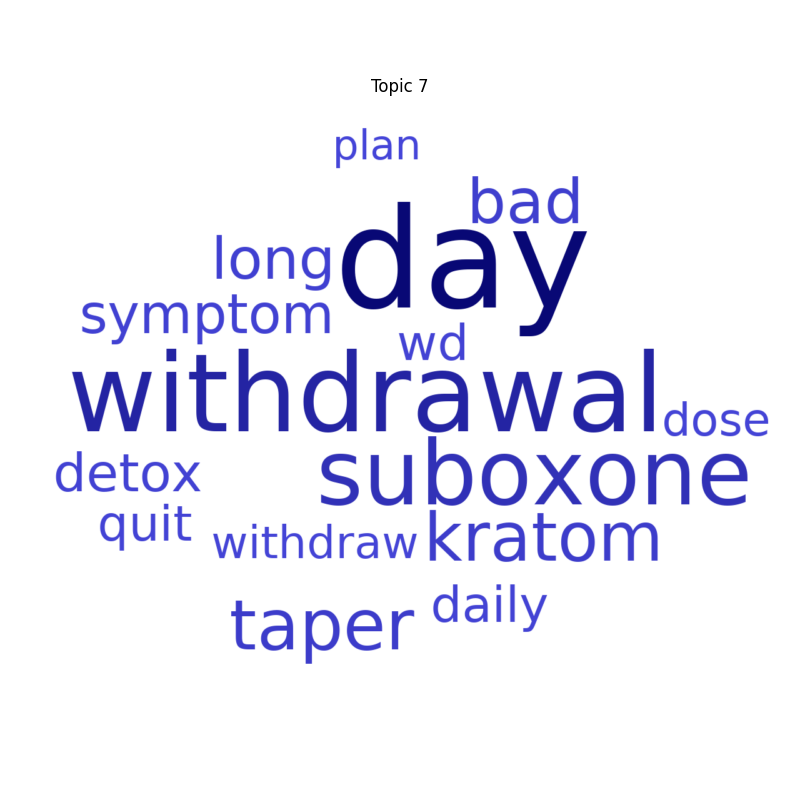 Topic 7
plan
bad
day
long
symptom
wd
withdrawal
dose
detox
suboxone
quit
withdraw
kratom
daily
taper